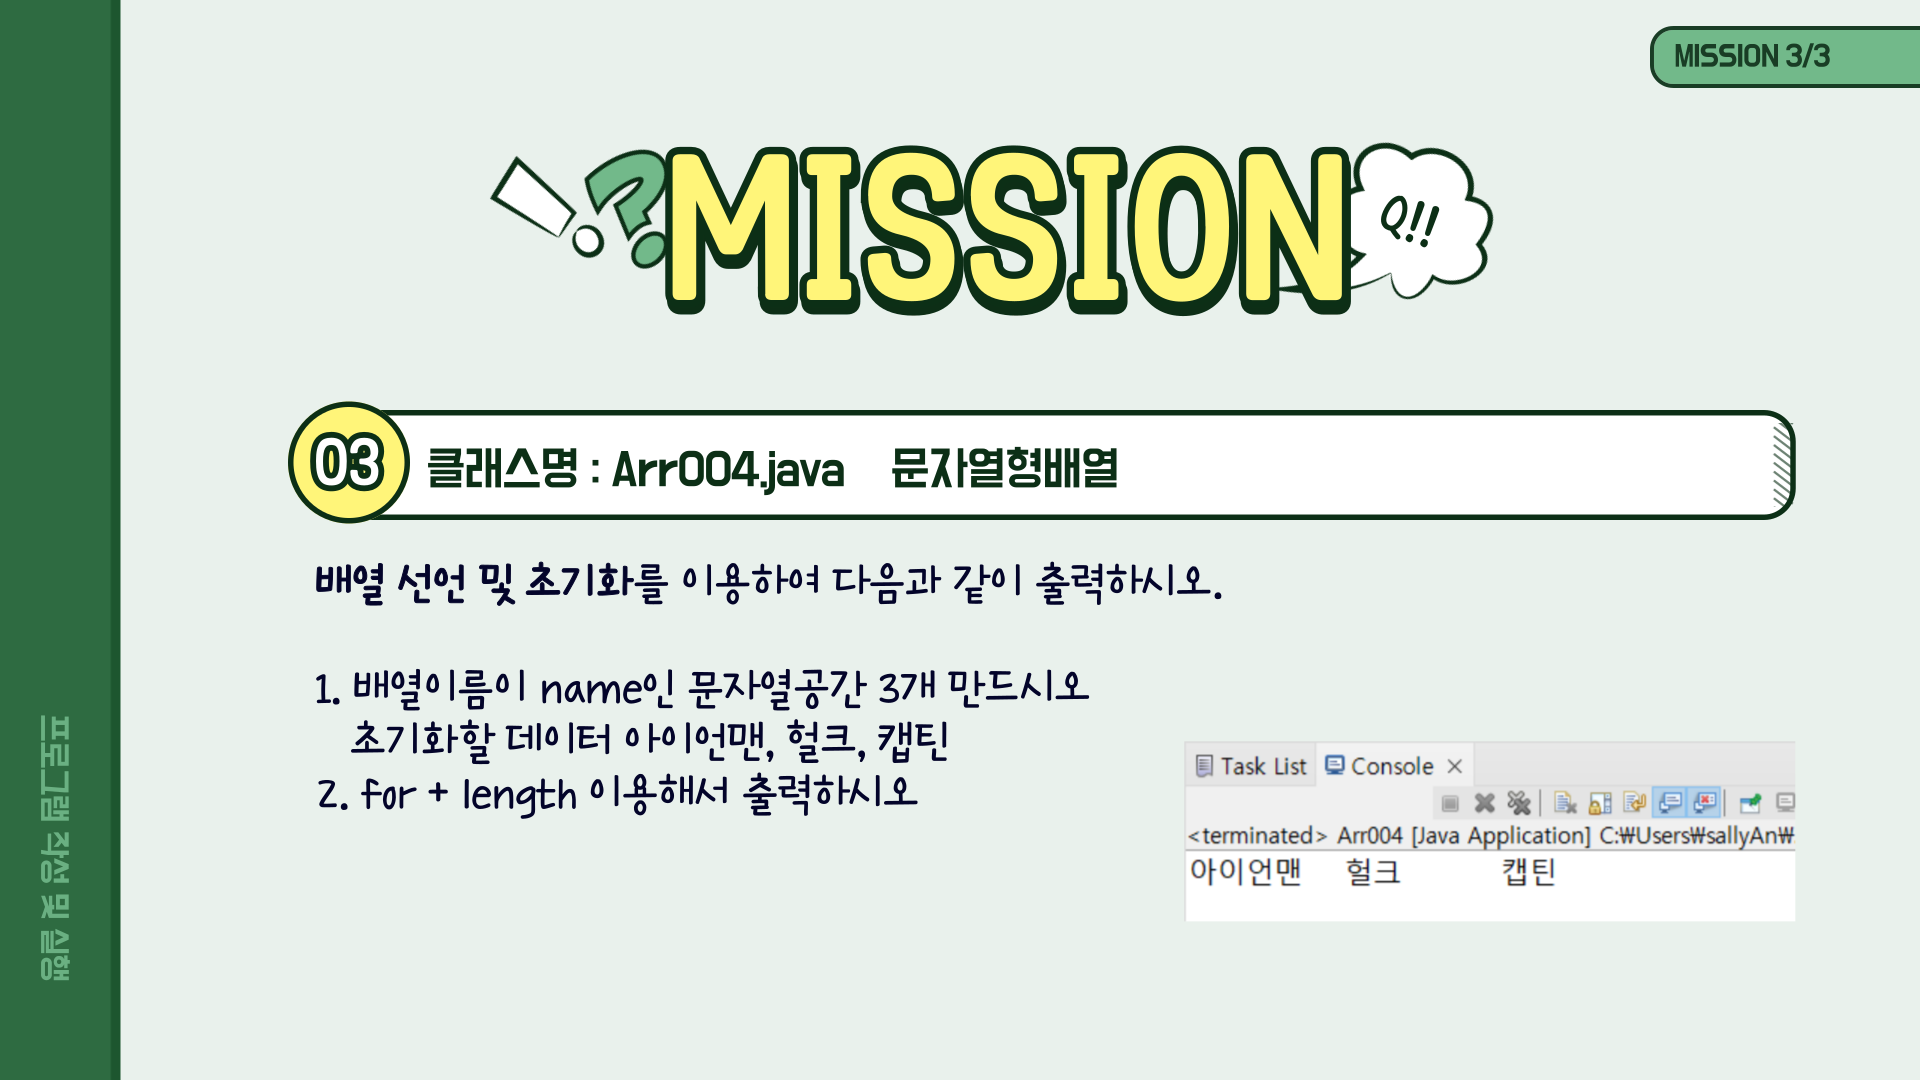 MISSION 3/3
MISSION
Q!!
03 클래스명 : Arr004.java 문자열형배열
배열 선언 및 초기화를 이용하여 다음과 같이 출력하시오.
1. 배열이름이 name인 문자열공간 3개 만드시오
초기화할 데이터 아이언맨, 헐크, 캡틴
2. for + length 이용해서 출력하시오
Task List Console
<terminated> Arr004 [Java Application] C:₩Users₩sallyAn₩
아이언맨 헐크 캡틴
프로그램 작성 및 실행